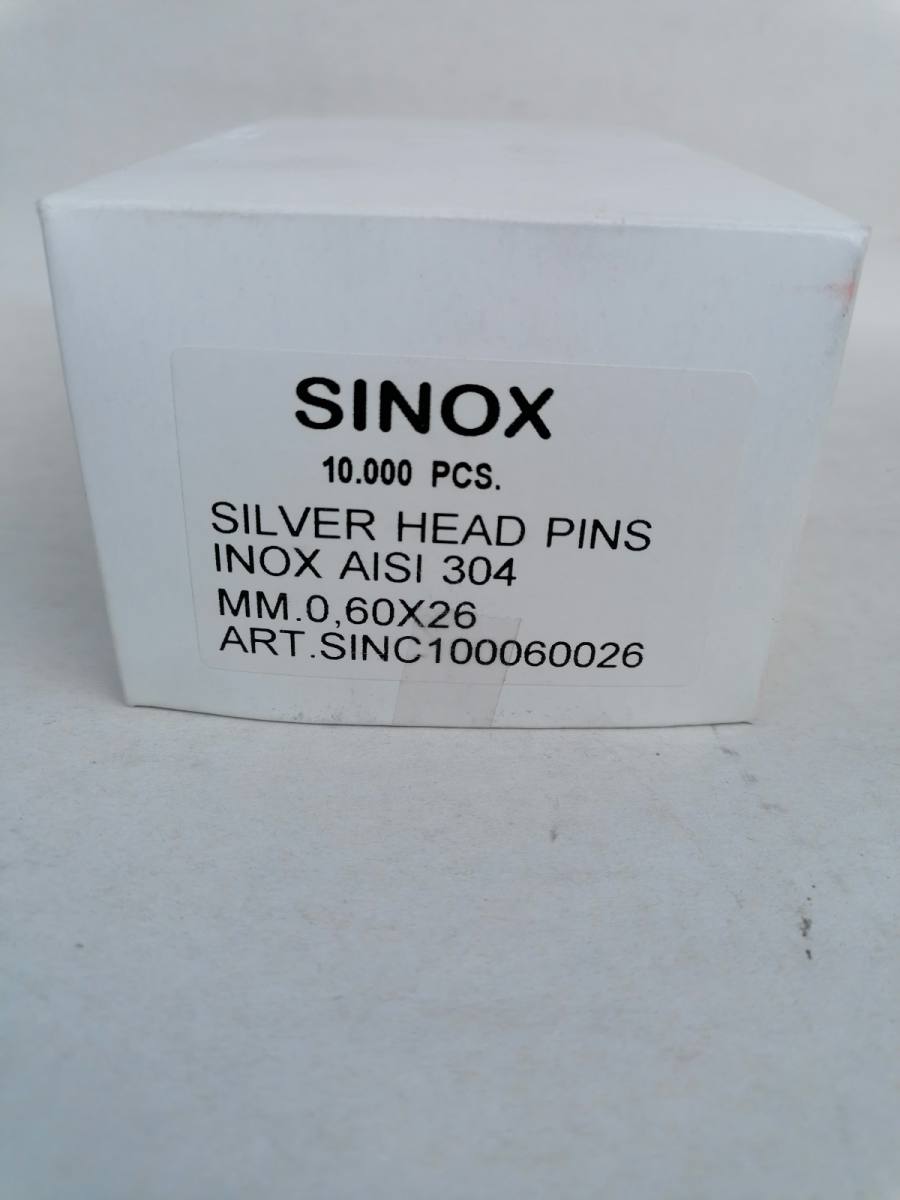 SINOX
10.000 PCS.
SILVER HEAD PINS
INOX AISI 304
MM.0,60X26
ART.SINC100060026